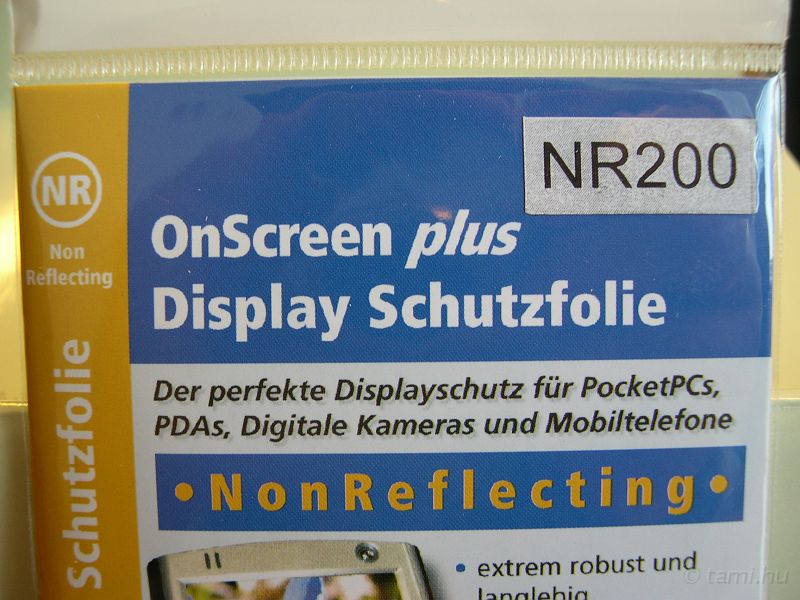 NR200
NR
Non
Reflecting
Schutzfolie
OnScreen plus
Display Schutzfolie
Der perfekte Displayschutz für PocketPCs,
PDAs, Digitale Kameras und Mobiltelefone
• NonReflecting •
• extrem robust und
langlebig
© tami.hu